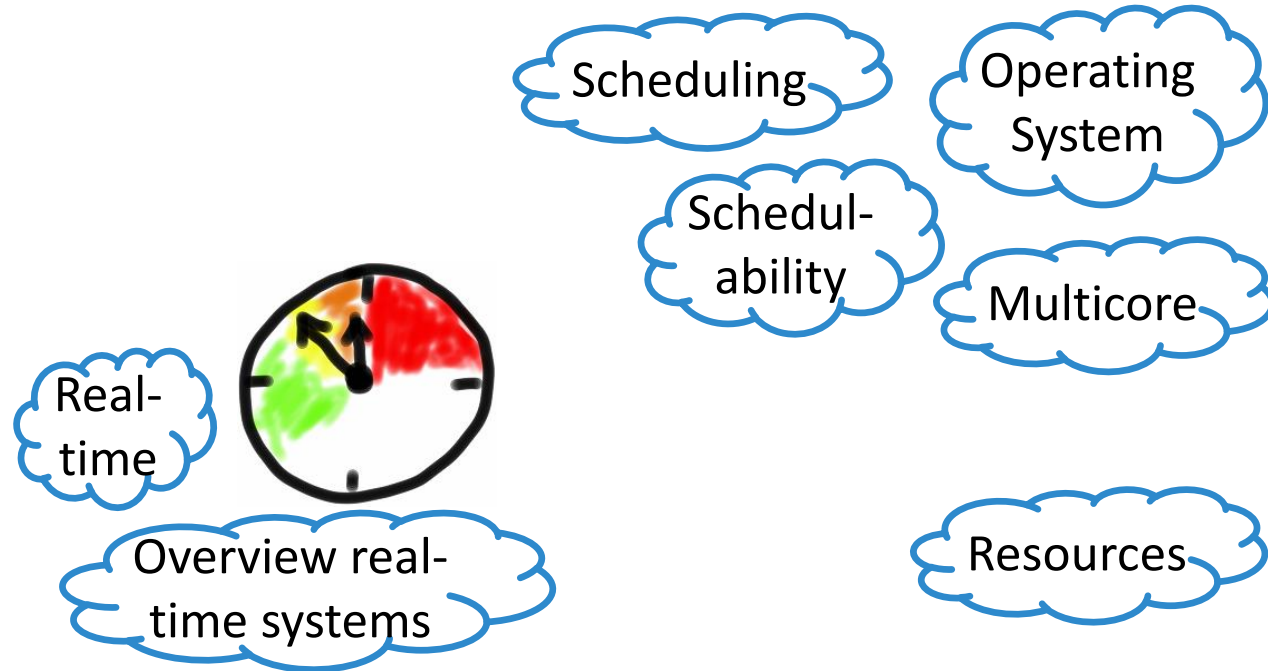 Scheduling
Operating
System
Schedul-
ability
Multicore
Real-
time
Overview real-
time systems
Resources